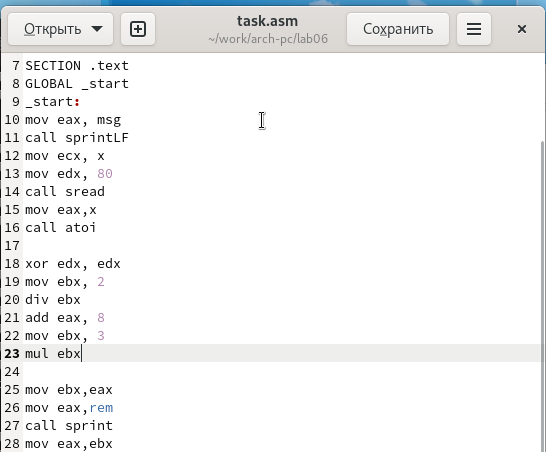 Открыть
task.asm
~/work/arch-pc/lab06
Сохранить
7 SECTION .text
8 GLOBAL _start
9 _start:
10 mov eax, msg
11 call sprintLF
12 mov ecx, x
13 mov edx, 80
14 call sread
15 mov eax,x
16 call atoi
17
18 xor edx, edx
19 mov ebx, 2
20 div ebx
21 add eax, 8
22 mov ebx, 3
23 mul ebx
24
25 mov ebx,eax
26 mov eax,rem
27 call sprint
28 mov eax,ebx